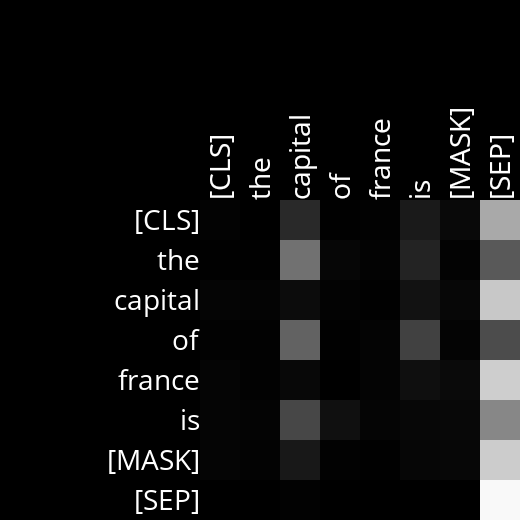 [CLS] the capital of france is [MASK] [SEP]
[CLS]
the
capital
of
france
is
[MASK]
[SEP]